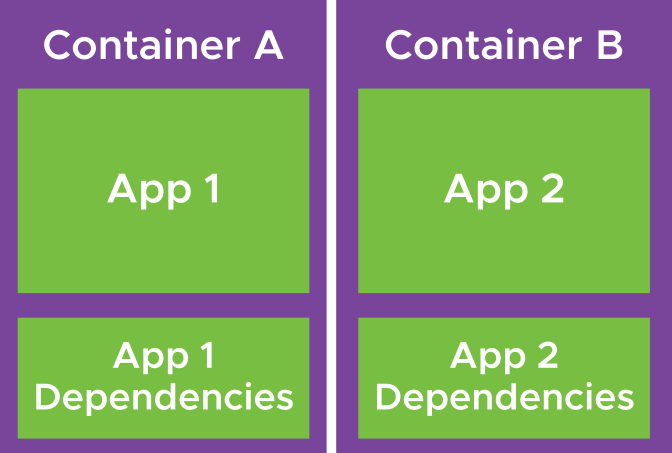 Container A
App 1
App 1
Dependencies
Container B
App 2
App 2
Dependencies